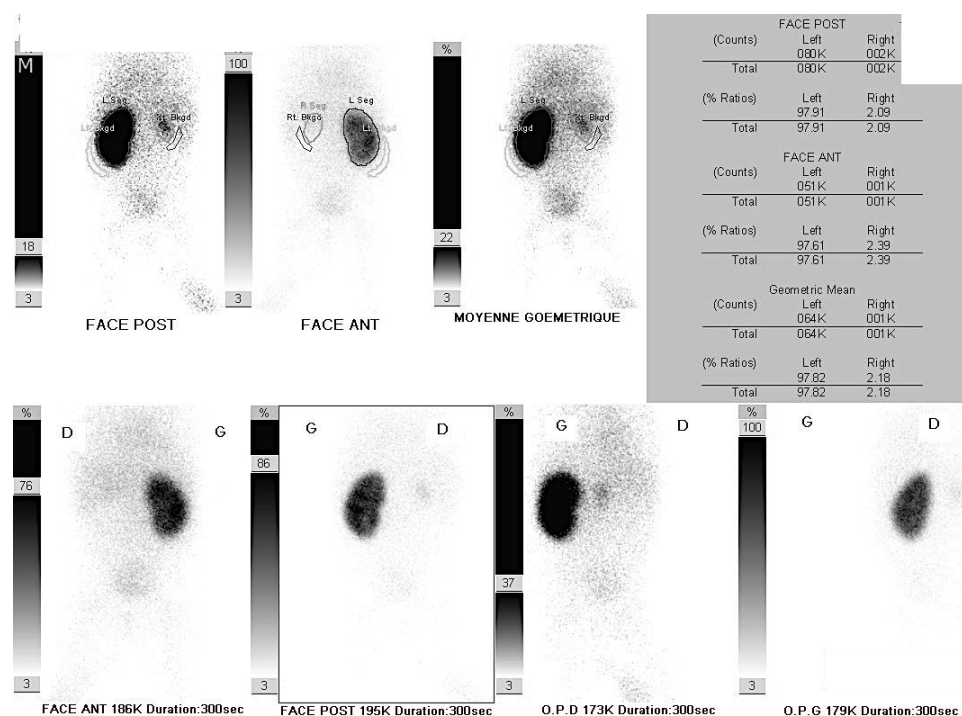 M
%
18
3
L Seg
Lt. Bkgd
Rt. Bkgd
FACE POST
100
3
R Seg
Rt. Bkgd
L Seg
Lt. Bkgd
FACE ANT
%
22
3
L Seg
Lt. Bkgd
Rt. Bkgd
MOYENNE GOEMETRIQUE
FACE POST
(Counts) Left Right
080K 002K
Total 080K 002K
(% Ratios) Left Right
97.91 2.09
Total 97.91 2.09
FACE ANT
(Counts) Left Right
051K 001K
Total 051K 001K
(% Ratios) Left Right
97.61 2.39
Total 97.61 2.39
Geometric Mean
(Counts) Left Right
064K 001K
Total 064K 001K
(% Ratios) Left Right
97.82 2.18
Total 97.82 2.18
%
76
3
D G
FACE ANT 186K Duration:300sec
%
86
3
G D
FACE POST 195K Duration:300sec
%
37
3
G D
O.P.D 173K Duration:300sec
%
100
3
G D
O.P.G 179K Duration:300sec